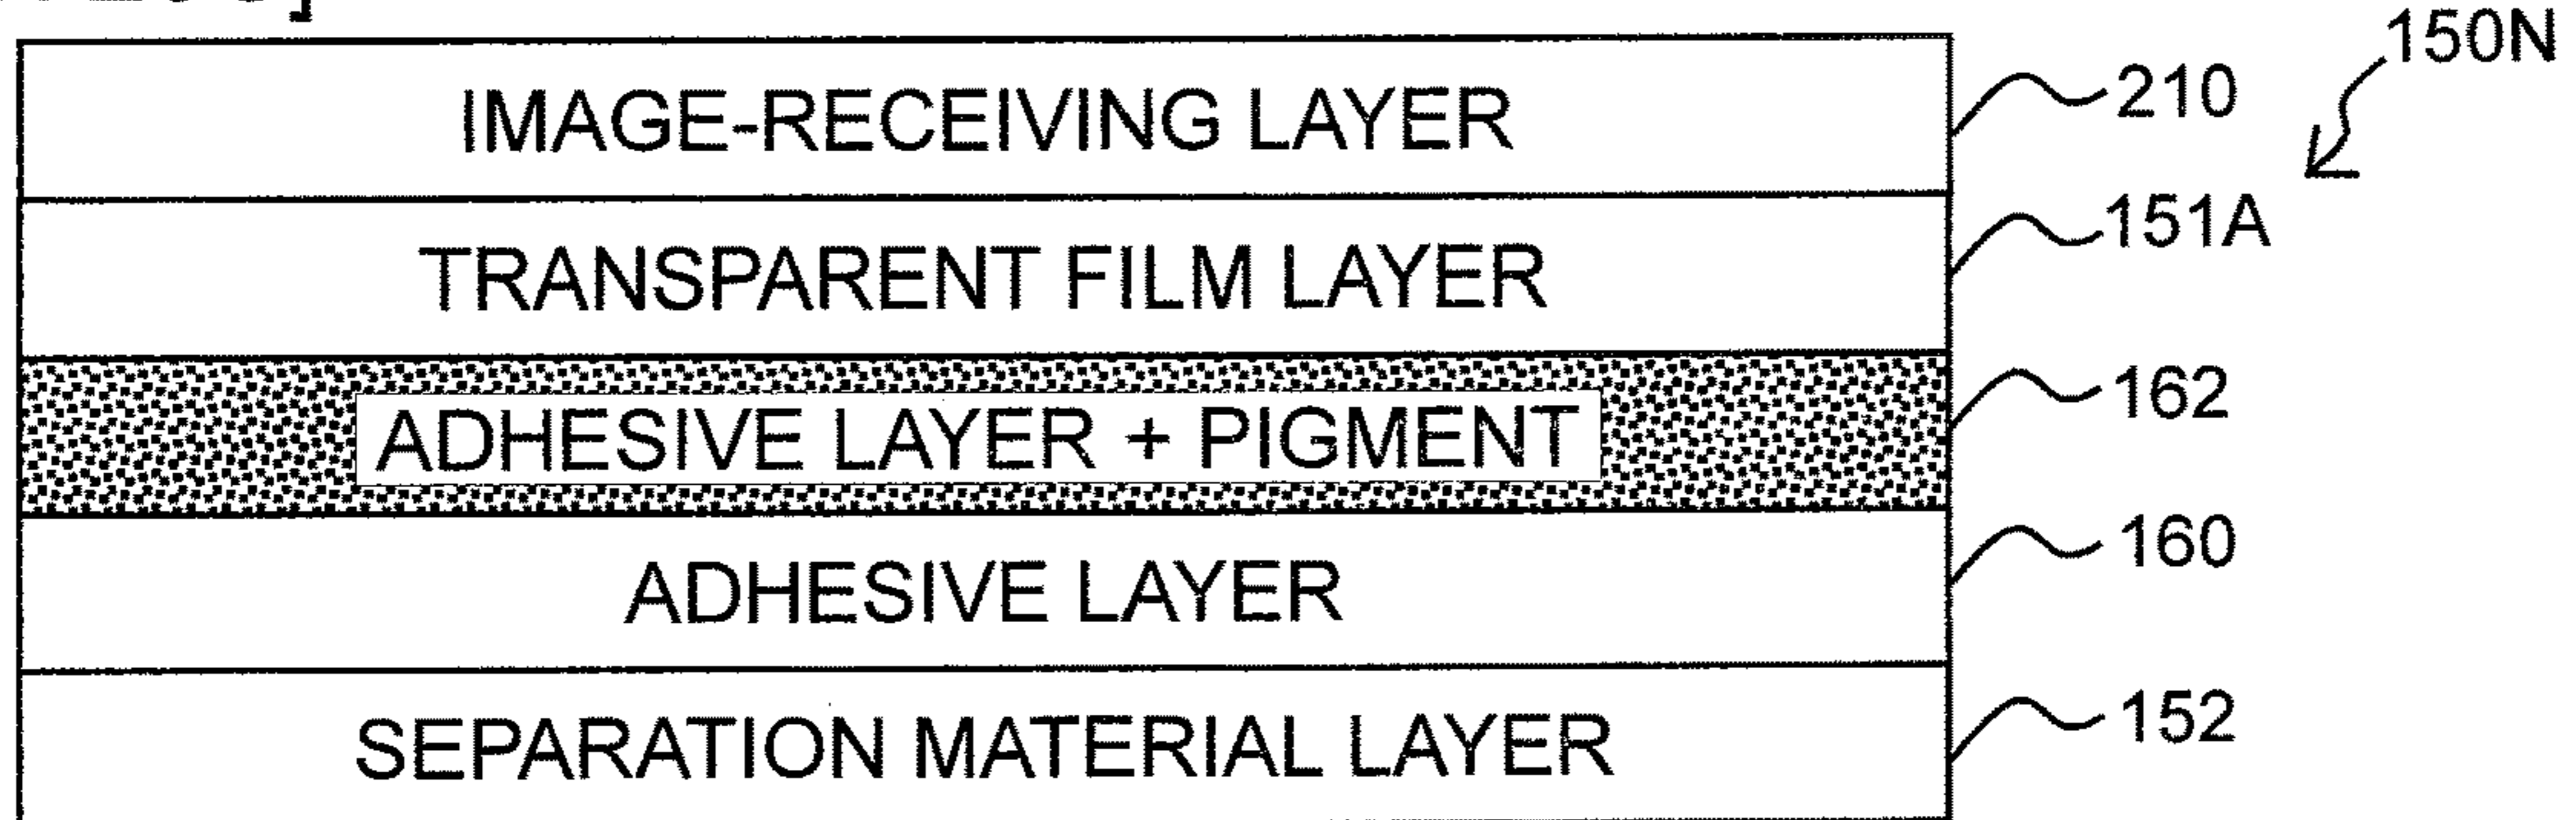 150N
IMAGE-RECEIVING LAYER 210
TRANSPARENT FILM LAYER 151A
ADHESIVE LAYER + PIGMENT 162
ADHESIVE LAYER 160
SEPARATION MATERIAL LAYER 152